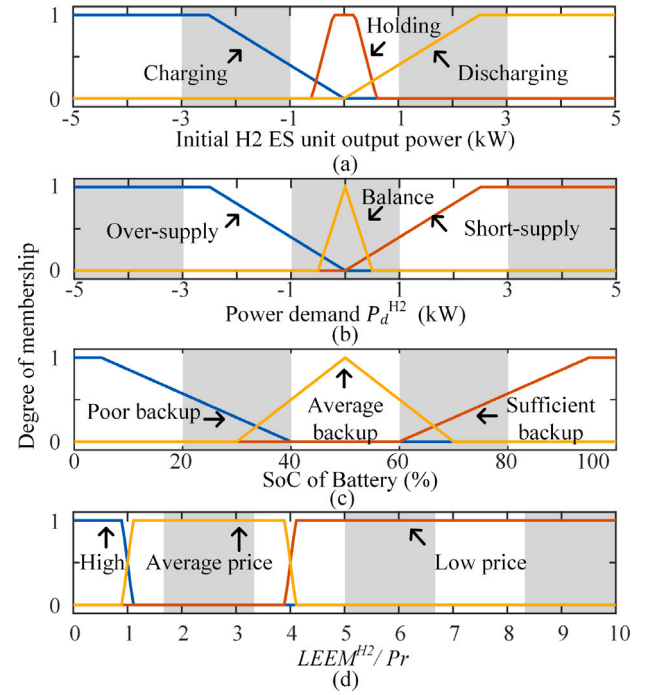 Degree of membership
1
Holding
Charging
Discharging
0
-5 -3 -1 1 3 5
Initial H2 ES unit output power (kW)
(a)
1
Balance
Over-supply
Short-supply
0
-5 -3 -1 1 3 5
Power demand P_d^H2 (kW)
(b)
1
Poor backup
Average
backup
Sufficient
backup
0
0 20 40 60 80 100
SoC of Battery (%)
(c)
1
High
Average price
Low price
0
0 1 2 3 4 5 6 7 8 9 10
LEEM^H2/ Pr
(d)